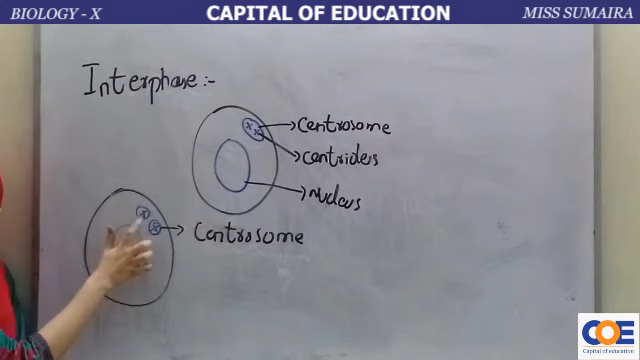 BIOLOGY - X
CAPITAL OF EDUCATION
MISS SUMAIRA
Interphase:-
Centrosome
centrioles
nucleus
Centrosome
COE
Capital of education